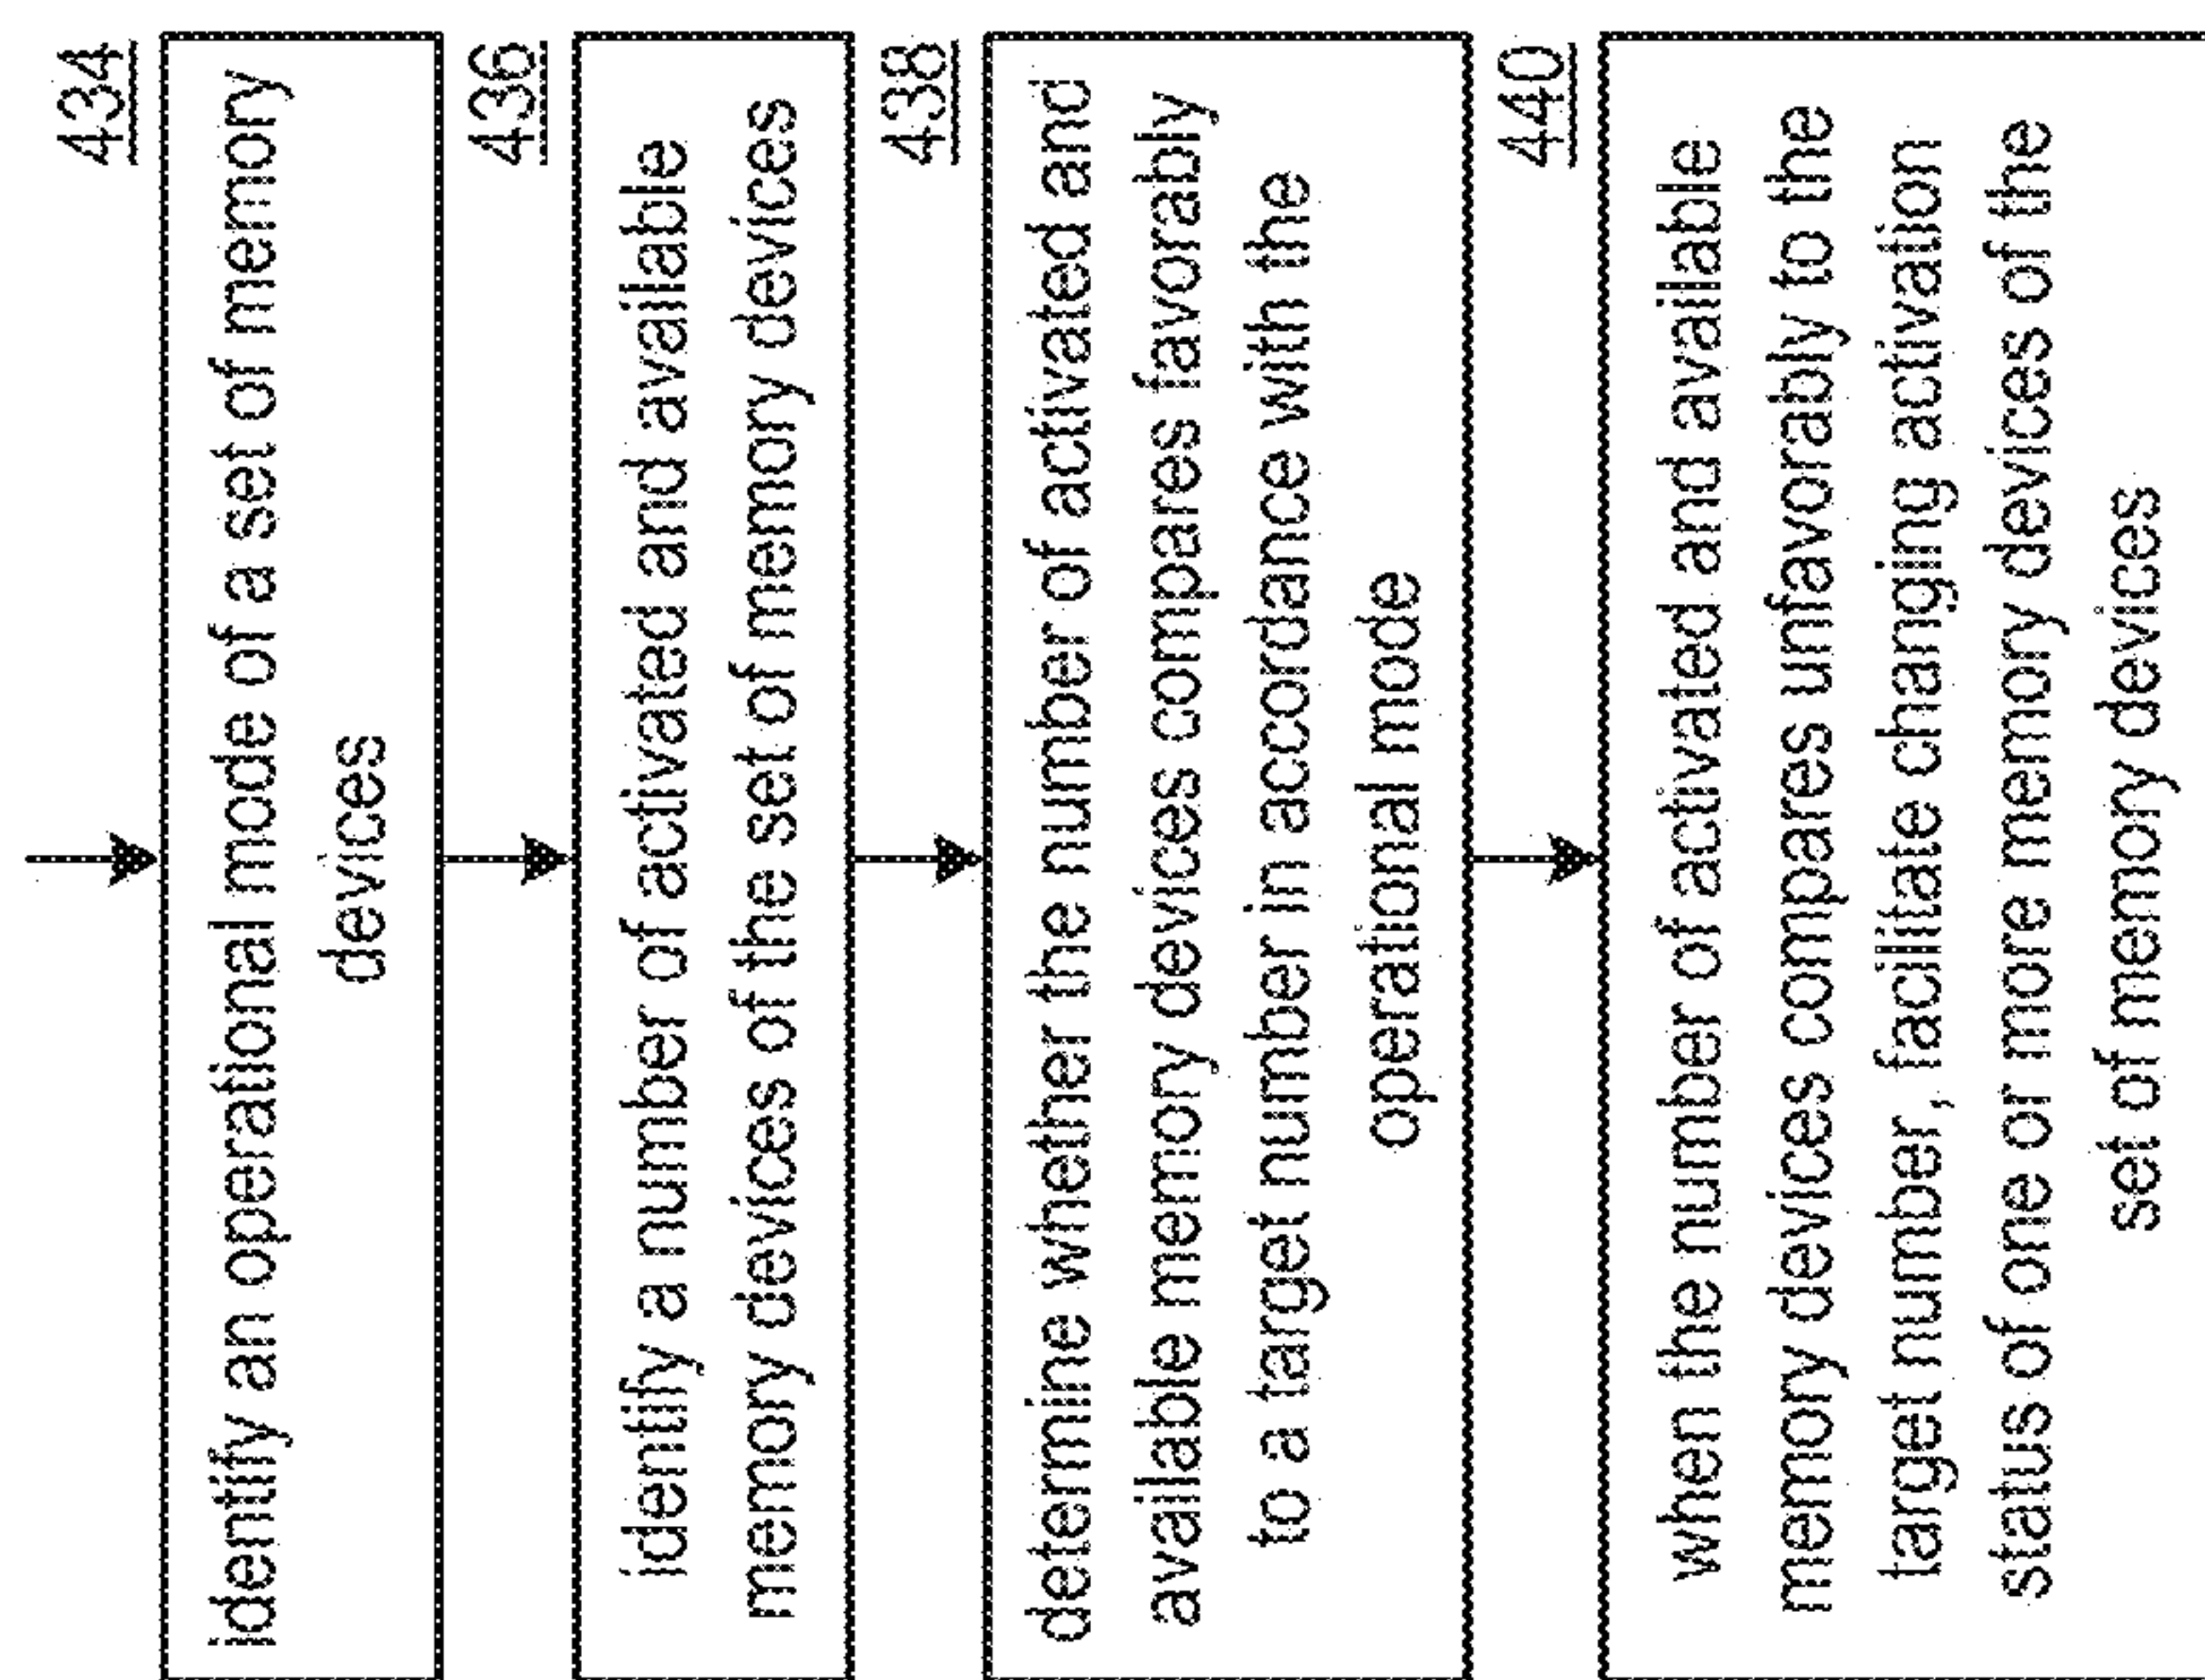 434
identify an operational mode of a set of memory
devices
436
identify a number of activated and available
memory devices of the set of memory devices
438
determine whether the number of activated and
available memory devices compares favorably
to a target number in accordance with the
operational mode
440
when the number of activated and available
memory devices compares unfavorably to the
target number, facilitate changing activation
status of one or more memory devices of the
set of memory devices